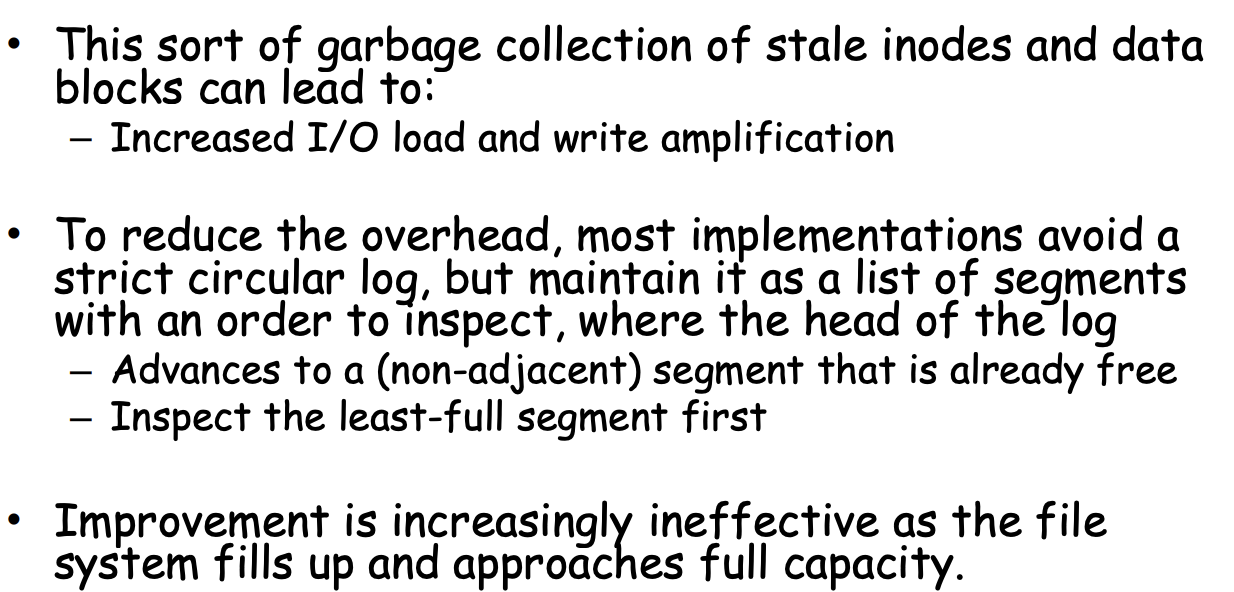 • This sort of garbage collection of stale inodes and data
blocks can lead to:
– Increased I/O load and write amplification
• To reduce the overhead, most implementations avoid a
strict circular log, but maintain it as a list of segments
with an order to inspect, where the head of the log
– Advances to a (non-adjacent) segment that is already free
– Inspect the least-full segment first
• Improvement is increasingly ineffective as the file
system fills up and approaches full capacity.